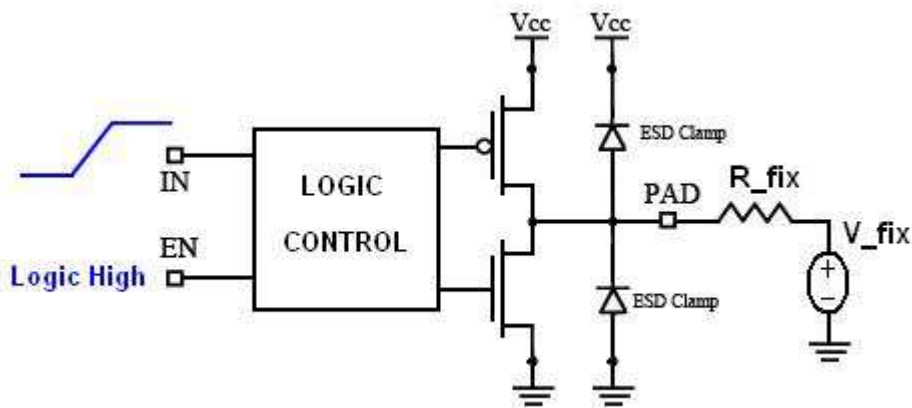 Vcc
Vcc
ESD Clamp
IN
LOGIC
CONTROL
PAD
R_fix
V_fix
EN
Logic High
ESD Clamp
+
−